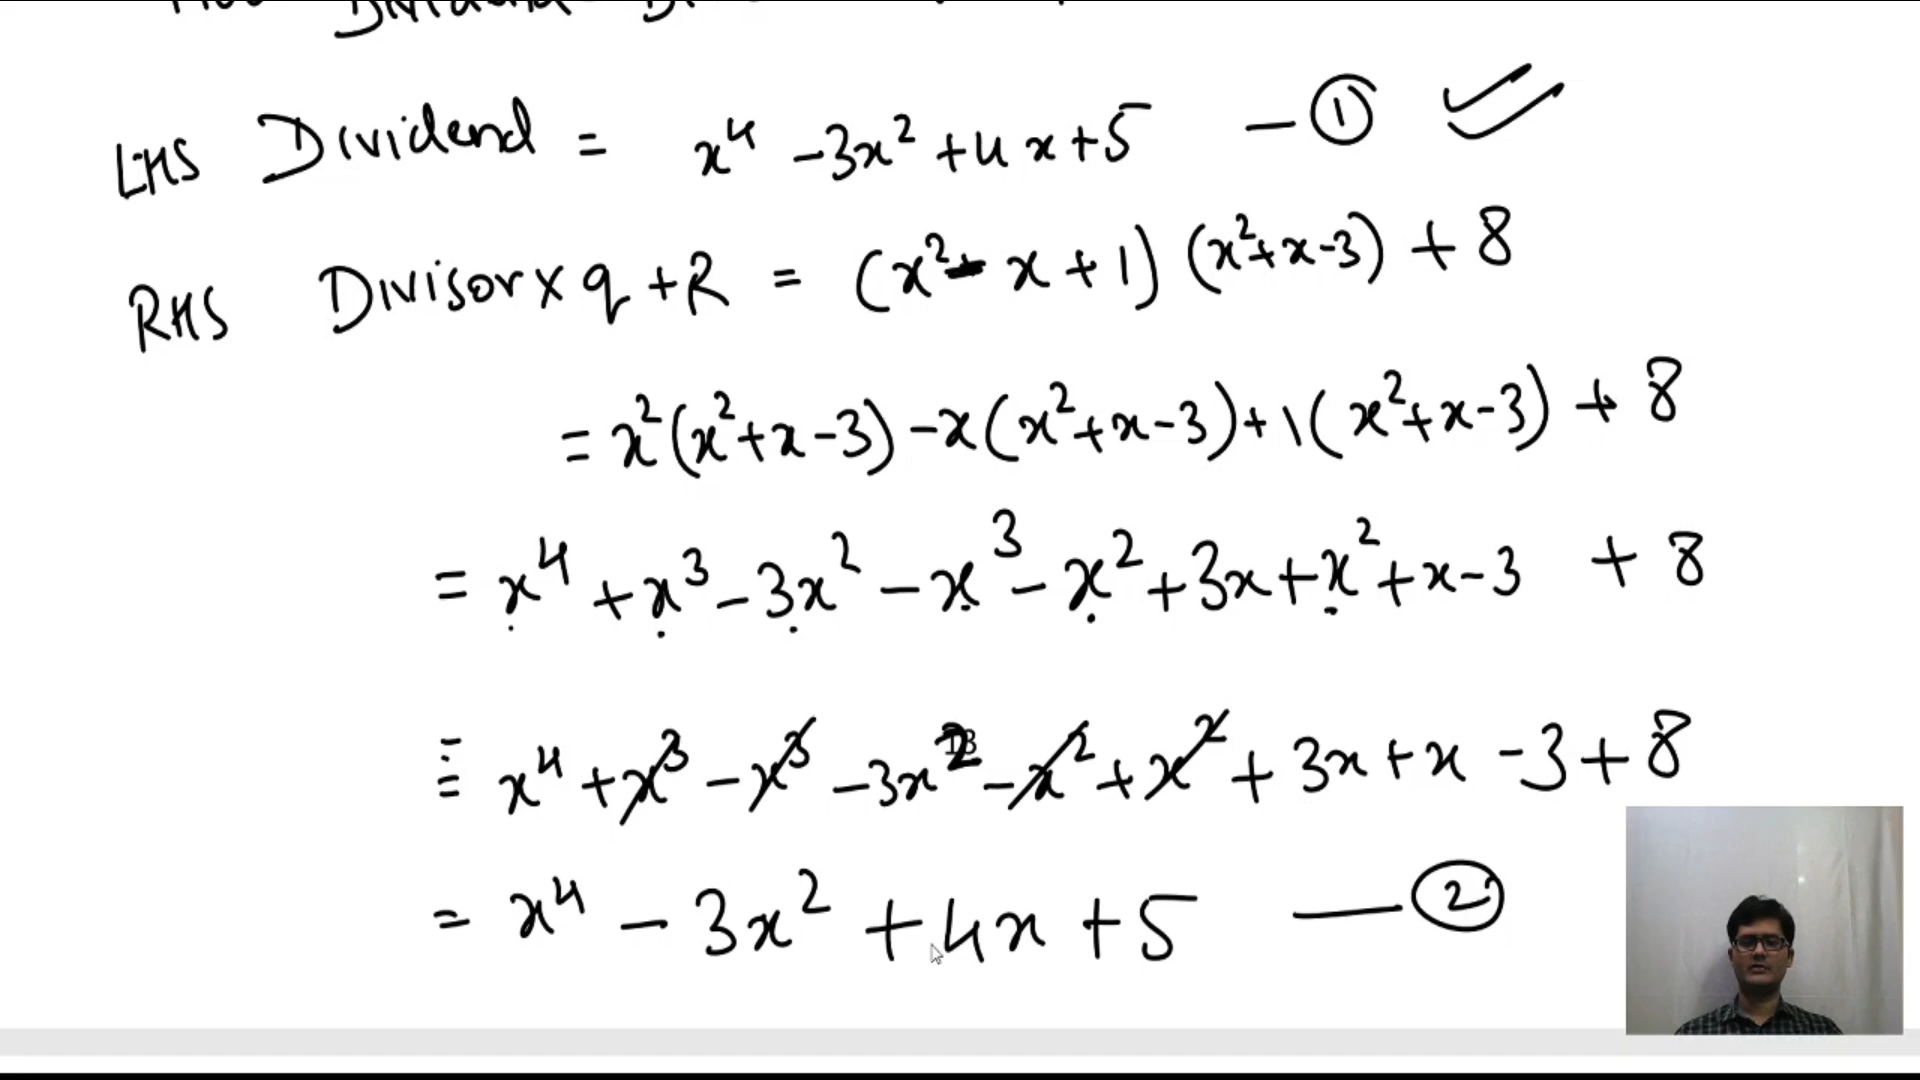 LHS Dividend = x⁴ -3x² +4x+5 —①
RHS Divisor x q +R = (x²- x +1) (x²+x-3) + 8
= x²(x²+x-3) -x(x²+x-3)+1(x²+x-3) + 8
= x⁴ +x³ -3x² -x³ -x² +3x+x²+x-3 + 8
= x⁴ +x³ -x³ -3x² -x² +x² + 3x+x -3+8
= x⁴ - 3x² +4x +5 —②